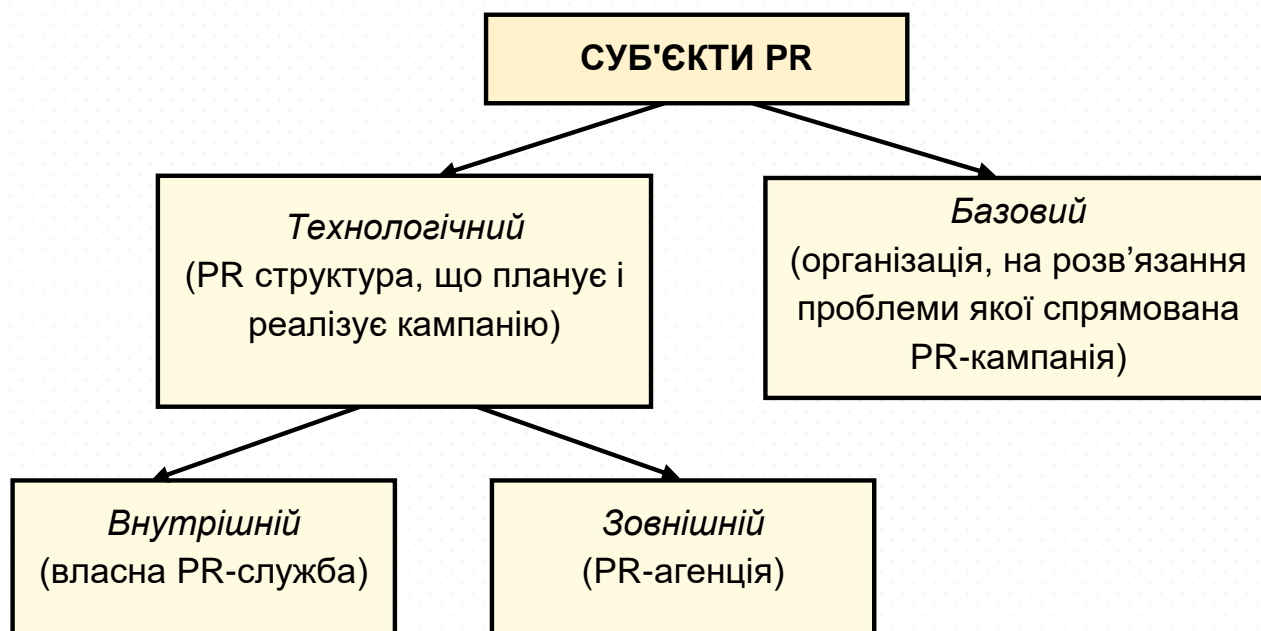 СУБ'ЄКТИ PR
Технологічний
(PR структура, що планує і
реалізує кампанію)
Базовий
(організація, на розв’язання
проблеми якої спрямована
PR-кампанія)
Внутрішній
(власна PR-служба)
Зовнішній
(PR-агенція)